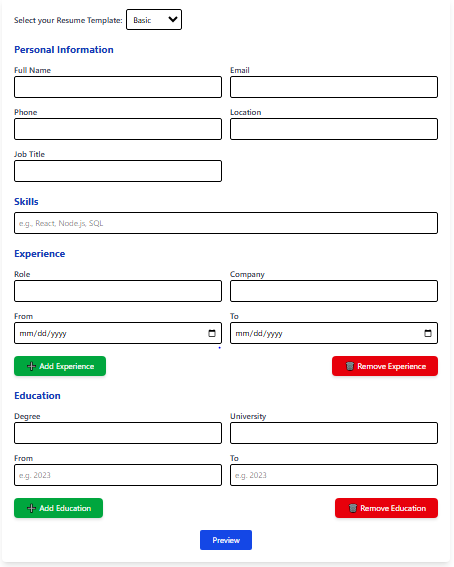 Select your Resume Template: Basic
Personal Information
Full Name Email
Phone Location
Job Title
Skills
e.g., React, Node.js, SQL
Experience
Role Company
From To
mm/dd/yyyy mm/dd/yyyy
Add Experience Remove Experience
Education
Degree University
From To
e.g. 2023 e.g. 2023
Add Education Remove Education
Preview